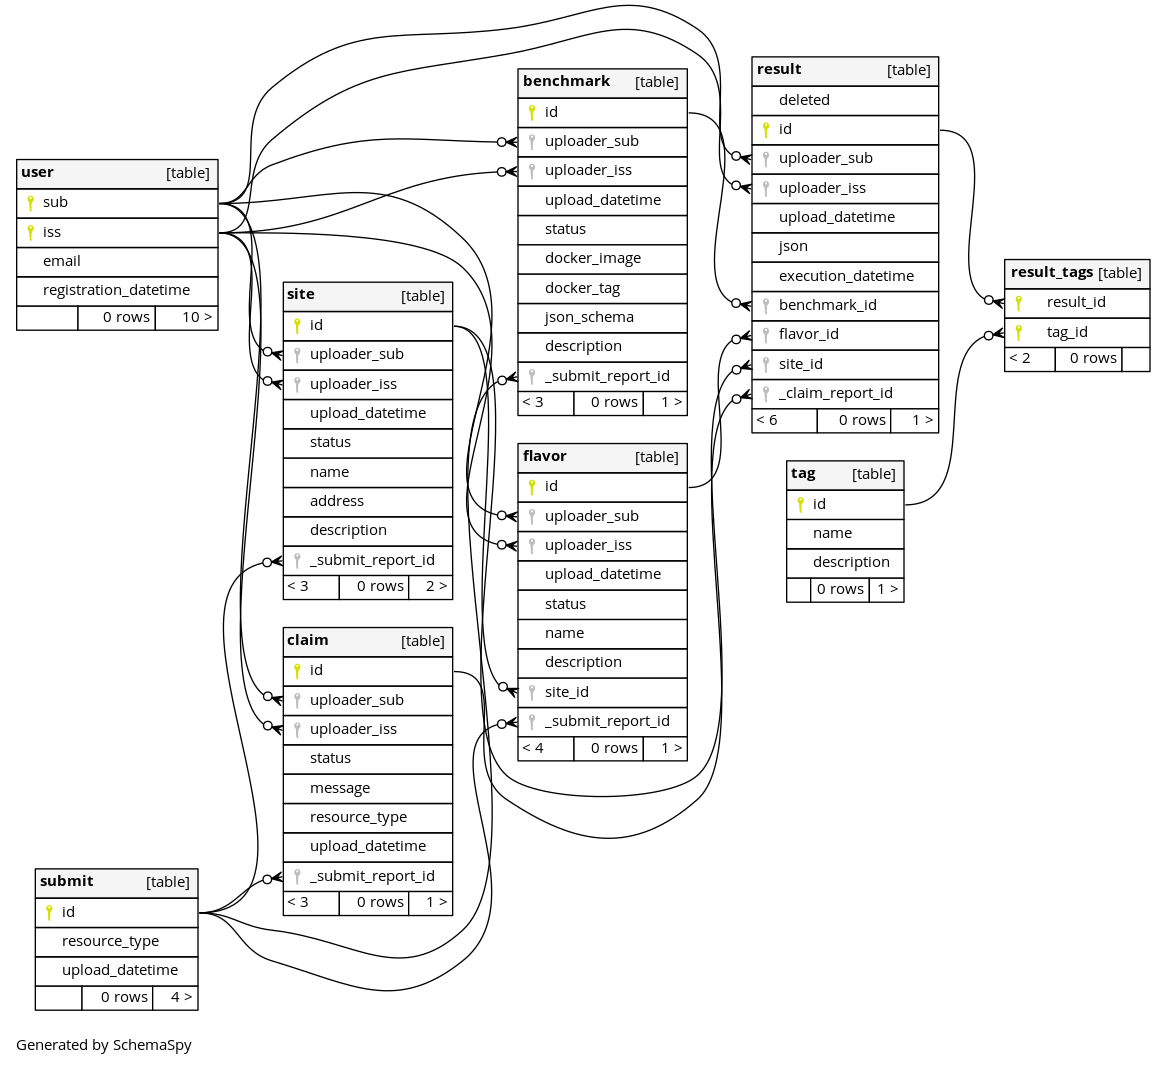 user [table]
sub
iss
email
registration_datetime
0 rows 10 >
site [table]
id
uploader_sub
uploader_iss
upload_datetime
status
name
address
description
_submit_report_id
< 3 0 rows 2 >
claim [table]
id
uploader_sub
uploader_iss
status
message
resource_type
upload_datetime
_submit_report_id
< 3 0 rows 1 >
submit [table]
id
resource_type
upload_datetime
0 rows 4 >
benchmark [table]
id
uploader_sub
uploader_iss
upload_datetime
status
docker_image
docker_tag
json_schema
description
_submit_report_id
< 3 0 rows 1 >
flavor [table]
id
uploader_sub
uploader_iss
upload_datetime
status
name
description
site_id
_submit_report_id
< 4 0 rows 1 >
result [table]
deleted
id
uploader_sub
uploader_iss
upload_datetime
json
execution_datetime
benchmark_id
flavor_id
site_id
_claim_report_id
< 6 0 rows 1 >
tag [table]
id
name
description
0 rows 1 >
result_tags [table]
result_id
tag_id
< 2 0 rows
Generated by SchemaSpy